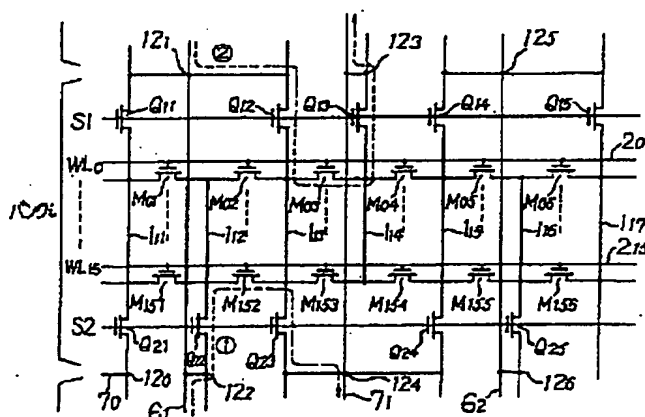 121 ② 123 125
Q11 Q12 Q13 Q14 Q15
S1
WL0 20
M01 M02 M03 M04 M05 M06
111 112 113 114 115 116 117
WL15 215
M151 M152 M153 M154 M155 M156
S2
Q21 Q22 ① Q23 Q24 Q25
70 120 61 122 71 124 62 126